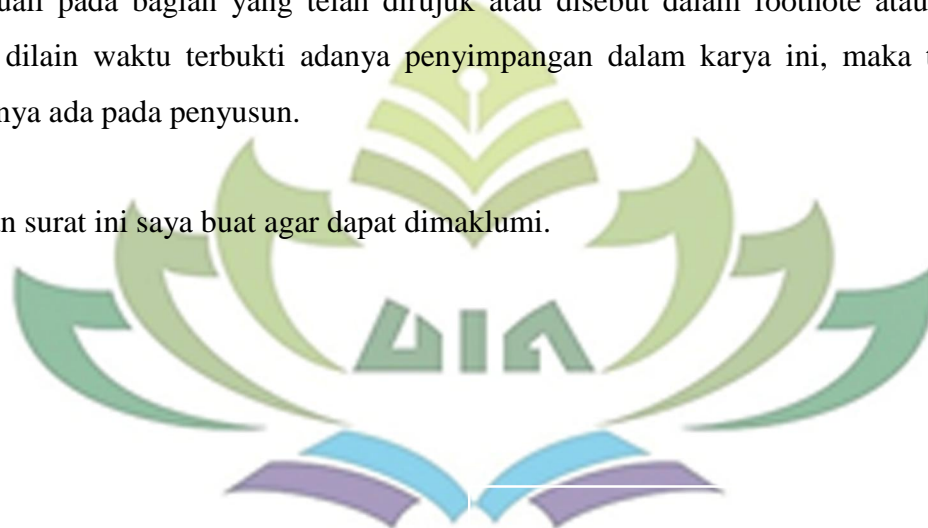 pada bagian yang telah dirujuk atau disebut dalam footnote atau
dilain waktu terbukti adanya penyimpangan dalam karya ini, maka
nya ada pada penyusun.
n surat ini saya buat agar dapat dimaklumi.
UIN